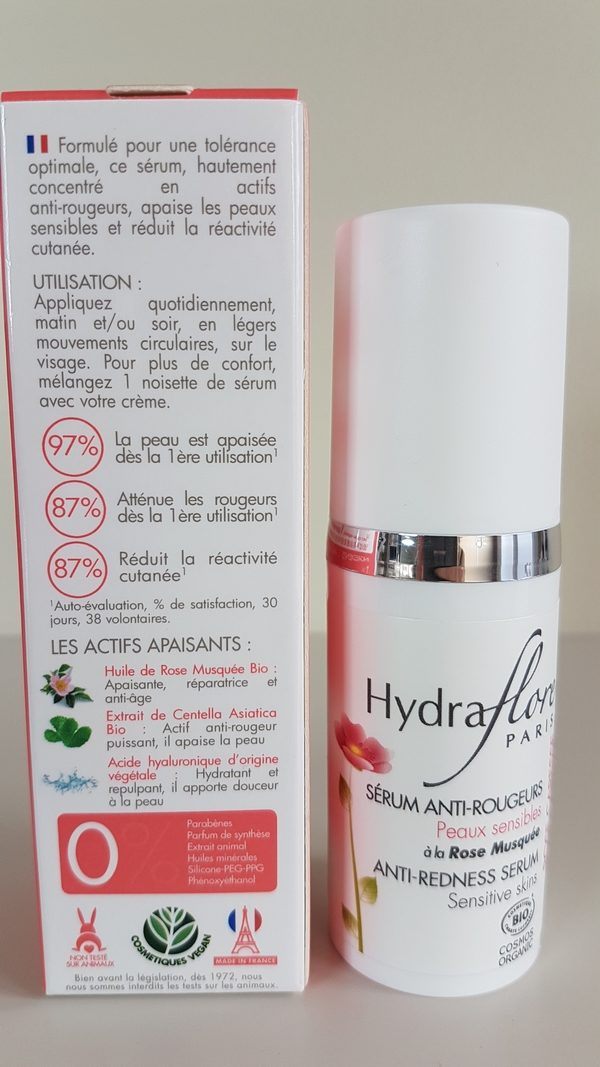 Formulé pour une tolérance
optimale, ce sérum, hautement
concentré en actifs
anti-rougeurs, apaise les peaux
sensibles et réduit la réactivité
cutanée.
UTILISATION :
Appliquez quotidiennement,
matin et/ou soir, en légers
mouvements circulaires, sur le
visage. Pour plus de confort,
mélangez 1 noisette de sérum
avec votre crème.
97% La peau est apaisée
dès la 1ère utilisation¹
87% Atténue les rougeurs
dès la 1ère utilisation¹
87% Réduit la réactivité
cutanée¹
¹Auto-évaluation, % de satisfaction, 30
jours, 38 volontaires.
LES ACTIFS APAISANTS :
Huile de Rose Musquée Bio :
Apaisante, réparatrice et
anti-âge
Extrait de Centella Asiatica
Bio : Actif anti-rougeur
puissant, il apaise la peau
Acide hyaluronique d'origine
végétale : Hydratant et
repulpant, il apporte douceur
à la peau
0%
Parabènes
Parfum de synthèse
Extrait animal
Huiles minérales
Silicone-PEG-PPG
Phénoxyéthanol
NON TESTÉ
SUR ANIMAUX
COSMÉTIQUES VEGAN
MADE IN FRANCE
Bien avant la législation, dès 1972, nous
nous sommes interdits les tests sur les animaux.
Hydraflore
PARIS
SÉRUM ANTI-ROUGEURS
Peaux sensibles
à la Rose Musquée
ANTI-REDNESS SERUM
Sensitive skins
COSMÉTIQUE
BIO
COSMOS
ORGANIC